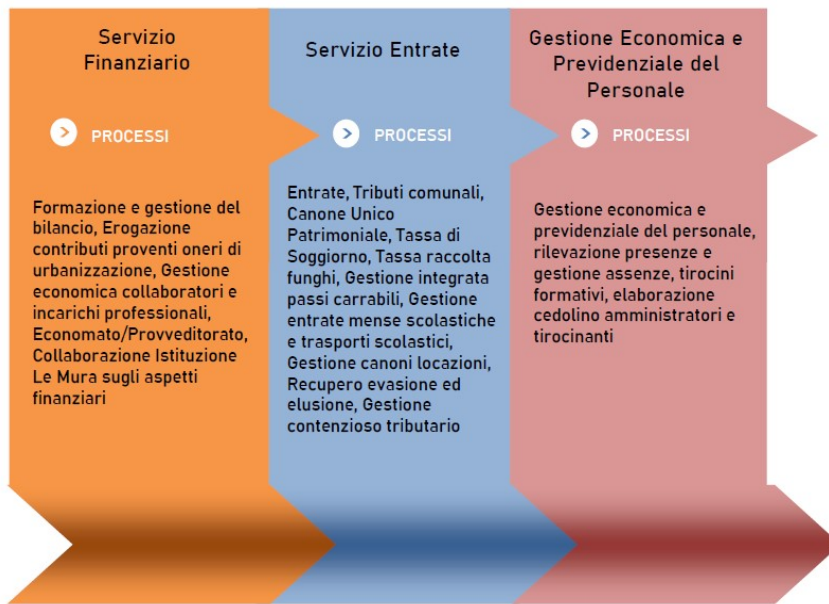 Servizio
Finanziario
PROCESSI
Formazione e gestione del
bilancio, Erogazione
contributi proventi oneri di
urbanizzazione, Gestione
economica collaboratori e
incarichi professionali,
Economato/Provveditorato,
Collaborazione Istituzione
Le Mura sugli aspetti
finanziari
Servizio Entrate
PROCESSI
Entrate, Tributi comunali,
Canone Unico
Patrimoniale, Tassa di
Soggiorno, Tassa raccolta
funghi, Gestione integrata
passi carrabili, Gestione
entrate mense scolastiche
e trasporti scolastici,
Gestione canoni locazioni,
Recupero evasione ed
elusione, Gestione
contenzioso tributario
Gestione Economica e
Previdenziale del
Personale
PROCESSI
Gestione economica e
previdenziale del personale,
rilevazione presenze e
gestione assenze, tirocini
formativi, elaborazione
cedolino amministratori e
tirocinanti